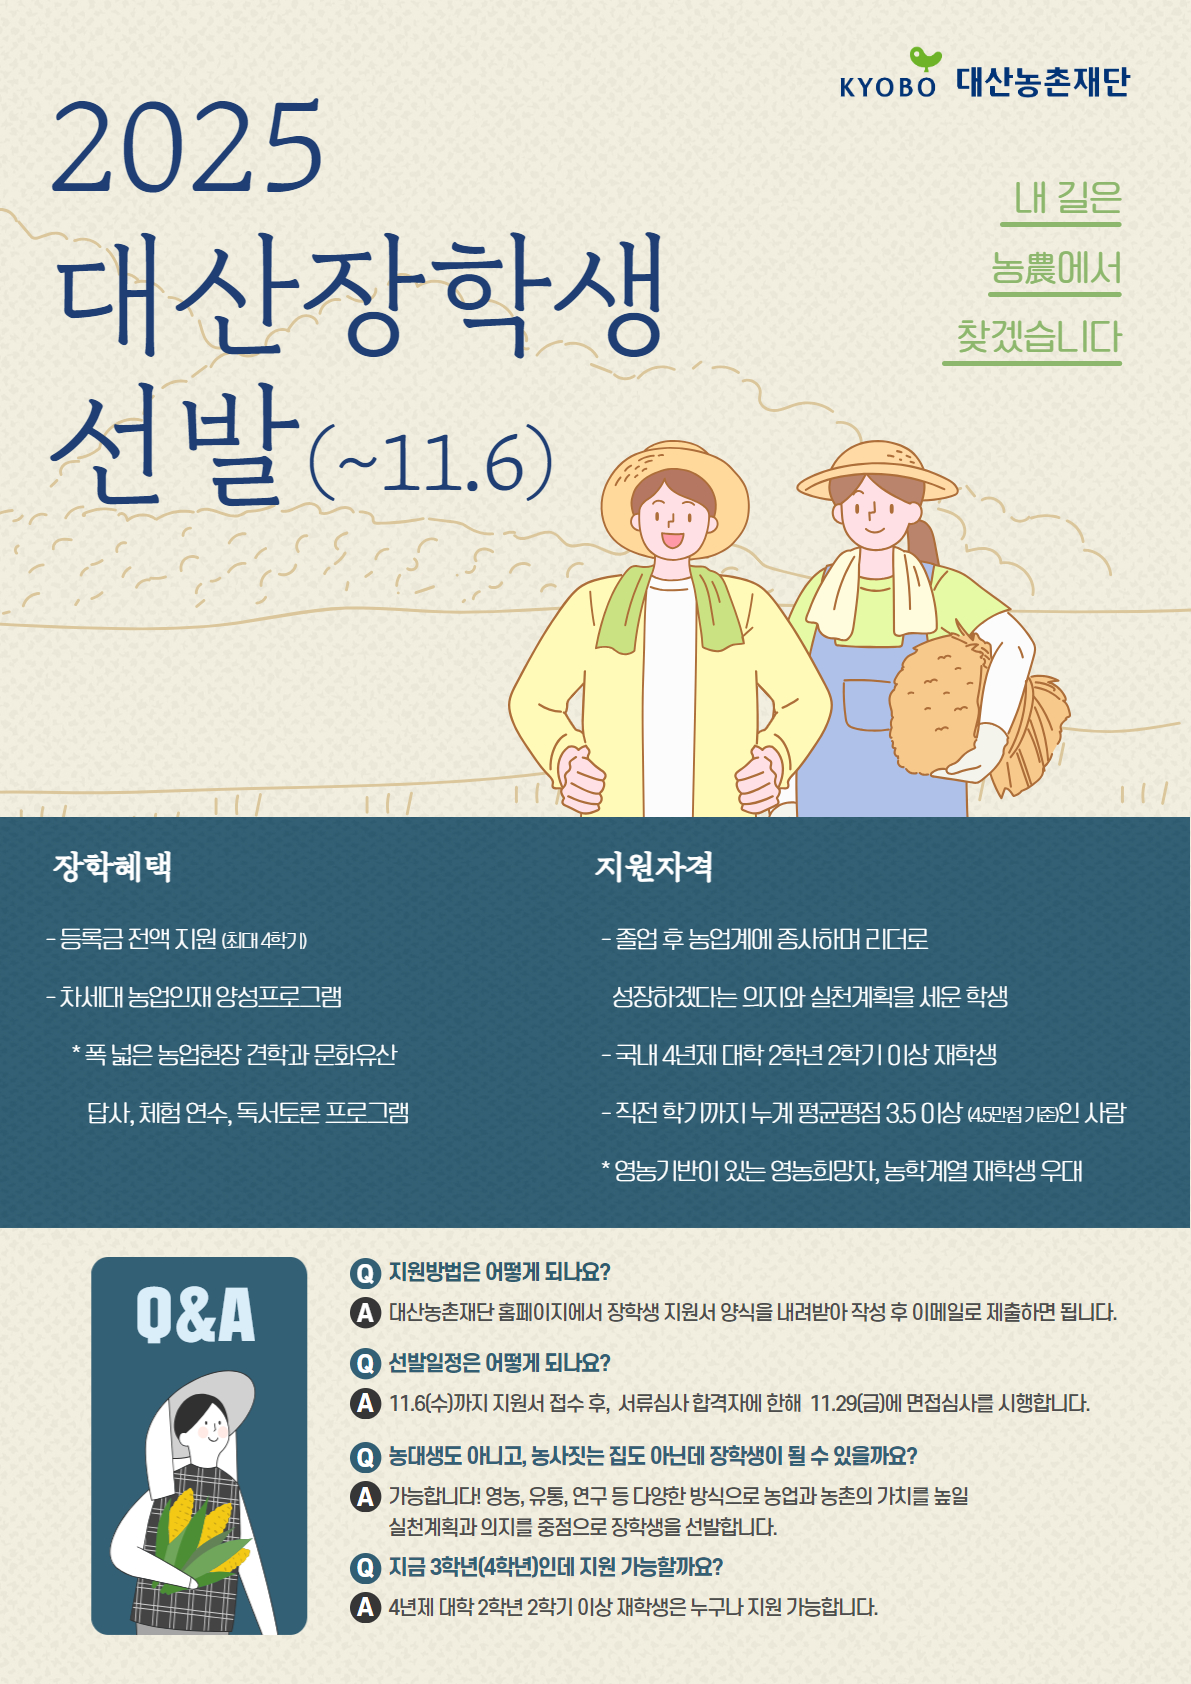 KYOBO 대산농촌재단
2025
대산장학생
선발(~11.6)
내 길은
농農에서
찾겠습니다
장학혜택
- 등록금 전액 지원 (최대 4학기)
- 차세대 농업인재 양성프로그램
* 폭 넓은 농업현장 견학과 문화유산
답사, 체험 연수, 독서토론 프로그램
지원자격
- 졸업 후 농업계에 종사하며 리더로
성장하겠다는 의지와 실천계획을 세운 학생
- 국내 4년제 대학 2학년 2학기 이상 재학생
- 직전 학기까지 누계 평균평점 3.5 이상 (4.5만점 기준)인 사람
* 영농기반이 있는 영농희망자, 농학계열 재학생 우대
Q&A
Q 지원방법은 어떻게 되나요?
A 대산농촌재단 홈페이지에서 장학생 지원서 양식을 내려받아 작성 후 이메일로 제출하면 됩니다.
Q 선발일정은 어떻게 되나요?
A 11.6(수)까지 지원서 접수 후, 서류심사 합격자에 한해 11.29(금)에 면접심사를 시행합니다.
Q 농대생도 아니고, 농사짓는 집도 아닌데 장학생이 될 수 있을까요?
A 가능합니다! 영농, 유통, 연구 등 다양한 방식으로 농업과 농촌의 가치를 높일
실천계획과 의지를 중점으로 장학생을 선발합니다.
Q 지금 3학년(4학년)인데 지원 가능할까요?
A 4년제 대학 2학년 2학기 이상 재학생은 누구나 지원 가능합니다.